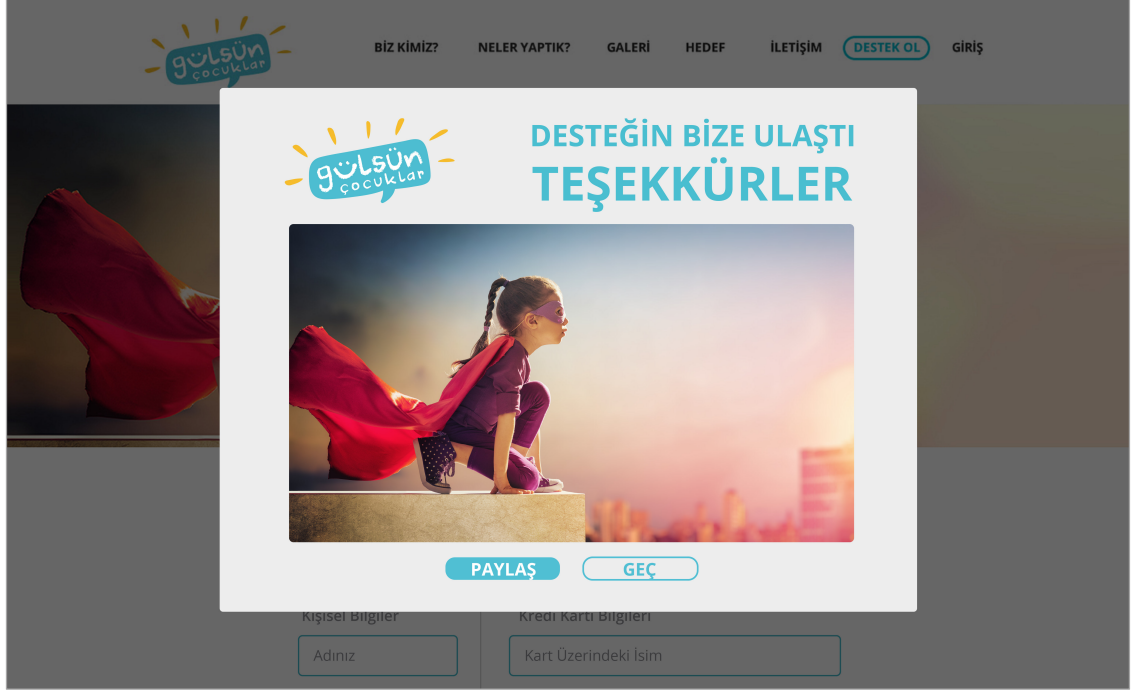 gülsün
çocuklar
BİZ KİMİZ?
NELER YAPTIK?
GALERİ
HEDEF
İLETİŞİM
DESTEK OL
GİRİŞ
gülsün
çocuklar
DESTEĞİN BİZE ULAŞTI
TEŞEKKÜRLER
PAYLAŞ
GEÇ
Kişisel Bilgiler
Kredi Kartı Bilgileri
Adınız
Kart Üzerindeki İsim